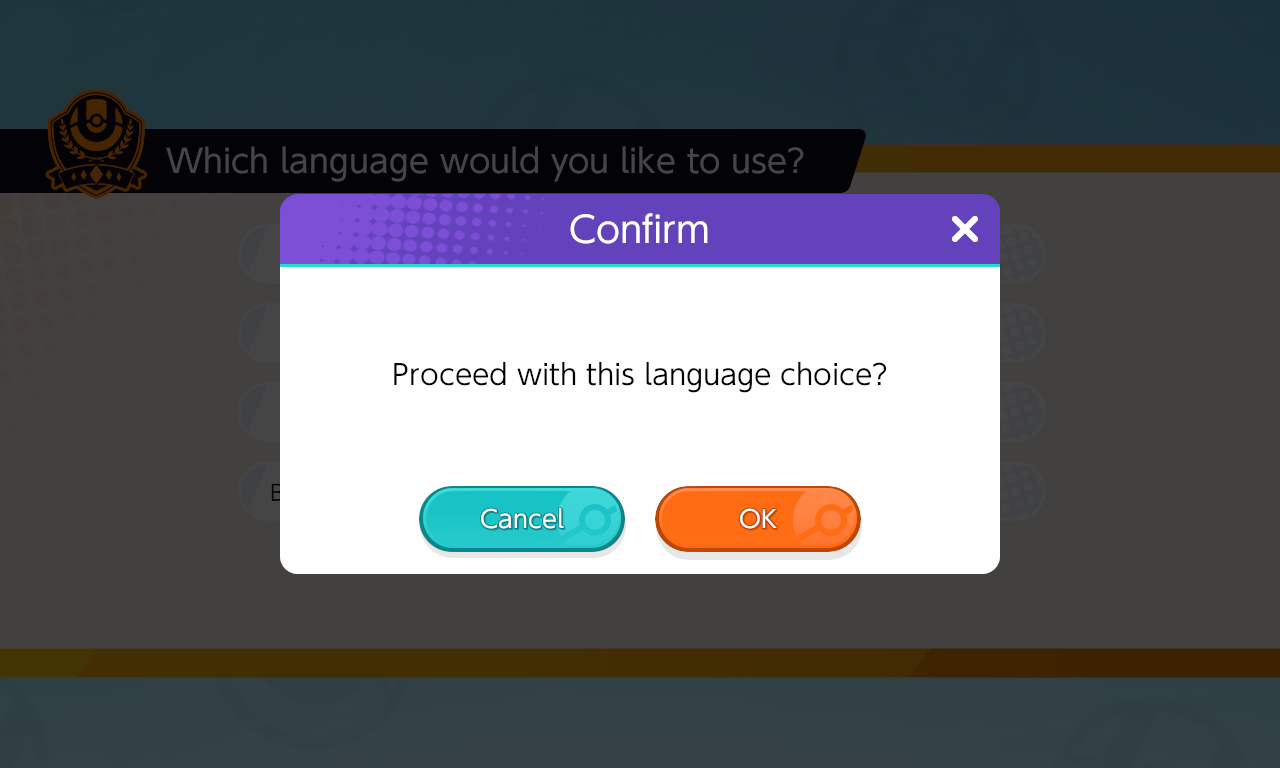 Which language would you like to use?
Confirm
Proceed with this language choice?
Cancel
OK